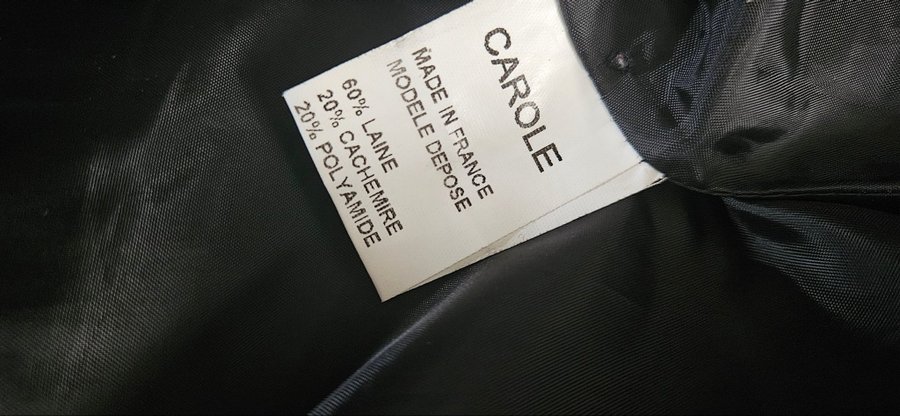 CAROLE
MADE IN FRANCE
MODELE DEPOSE
60% LAINE
20% CACHEMIRE
20% POLYAMIDE